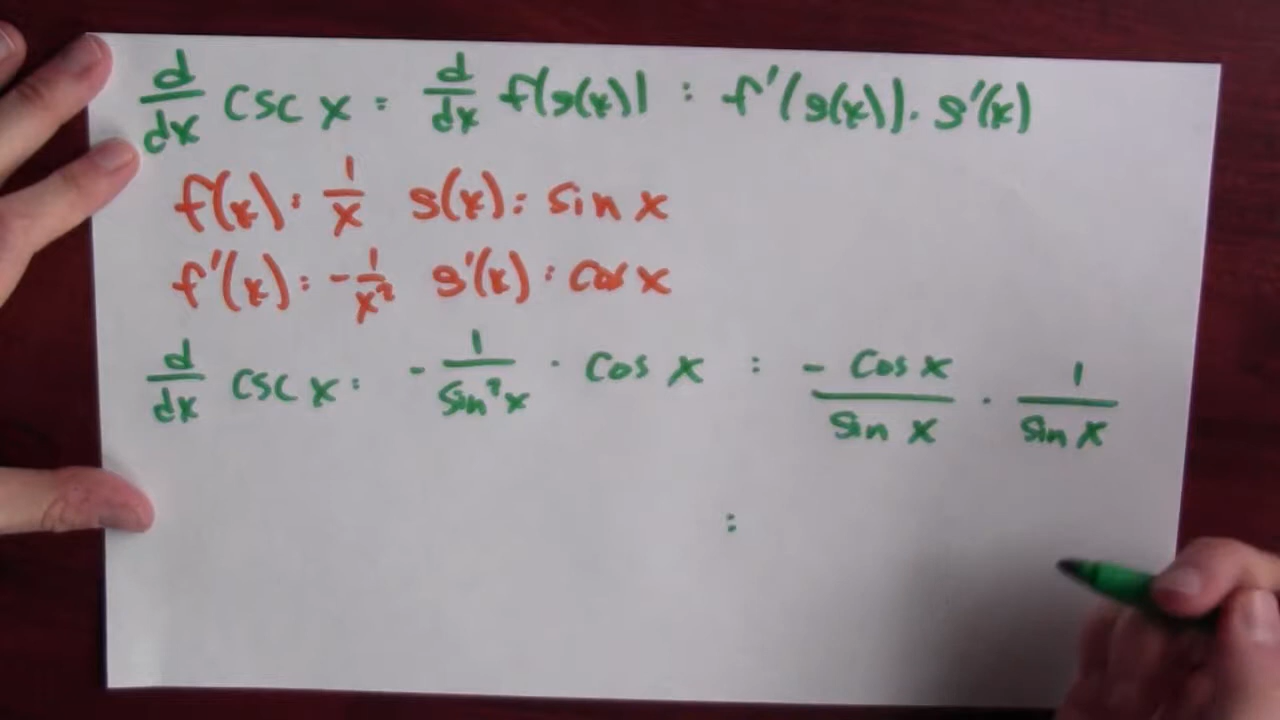 d/dx csc x = d/dx f(g(x)) = f'(g(x)) · g'(x)
f(x) = 1/x g(x) = sin x
f'(x) = -1/x² g'(x) = cos x
d/dx csc x = -1/sin²x · cos x = -cos x/sin x · 1/sin x
=